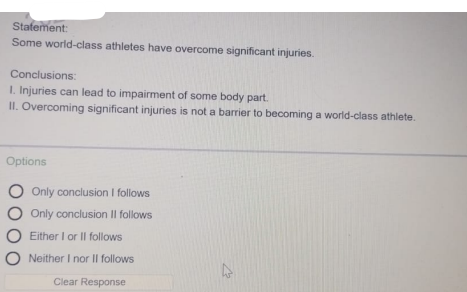 Statement:
Some world-class athletes have overcome significant injuries.
Conclusions:
I. Injuries can lead to impairment of some body part.
II. Overcoming significant injuries is not a barrier to becoming a world-class athlete.
Options
Only conclusion I follows
Only conclusion II follows
Either I or II follows
Neither I nor II follows
Clear Response